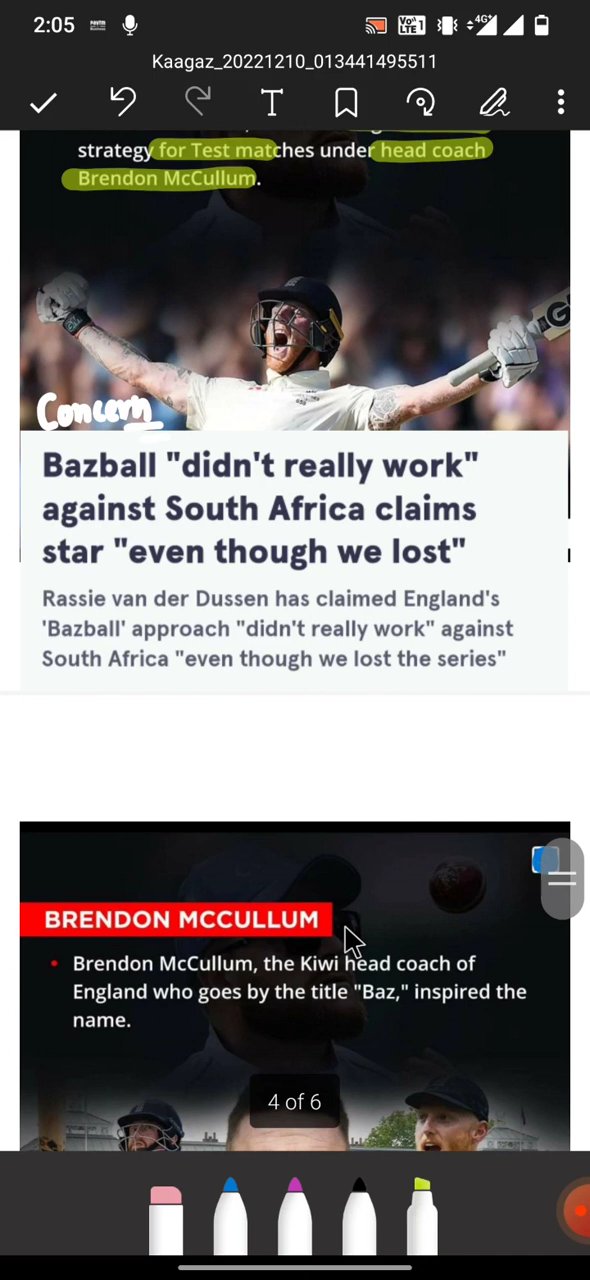 2:05
VoLTE 1
4G+
Kaagaz_20221210_013441495511
T
strategy for Test matches under head coach
Brendon McCullum.
G
Concern
Bazball "didn't really work"
against South Africa claims
star "even though we lost"
Rassie van der Dussen has claimed England's
'Bazball' approach "didn't really work" against
South Africa "even though we lost the series"
BRENDON MCCULLUM
• Brendon McCullum, the Kiwi head coach of
England who goes by the title "Baz," inspired the
name.
4 of 6